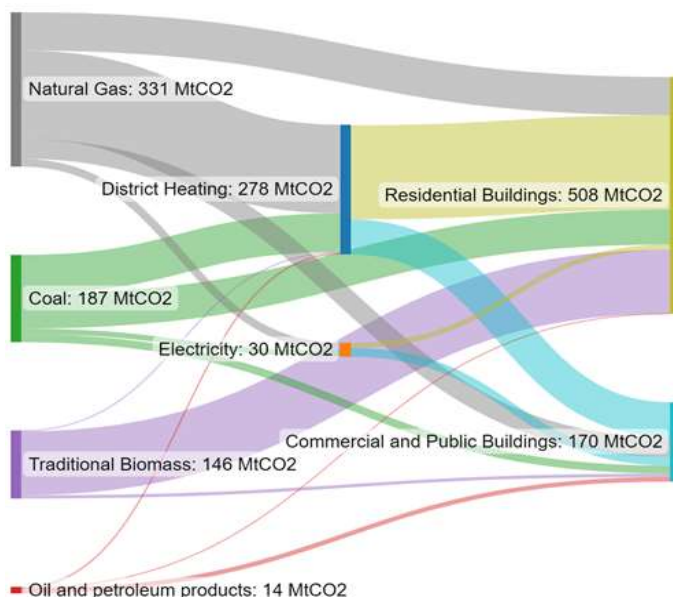 Natural Gas: 331 MtCO2
District Heating: 278 MtCO2
Residential Buildings: 508 MtCO2
Coal: 187 MtCO2
Electricity: 30 MtCO2
Commercial and Public Buildings: 170 MtCO2
Traditional Biomass: 146 MtCO2
Oil and petroleum products: 14 MtCO2